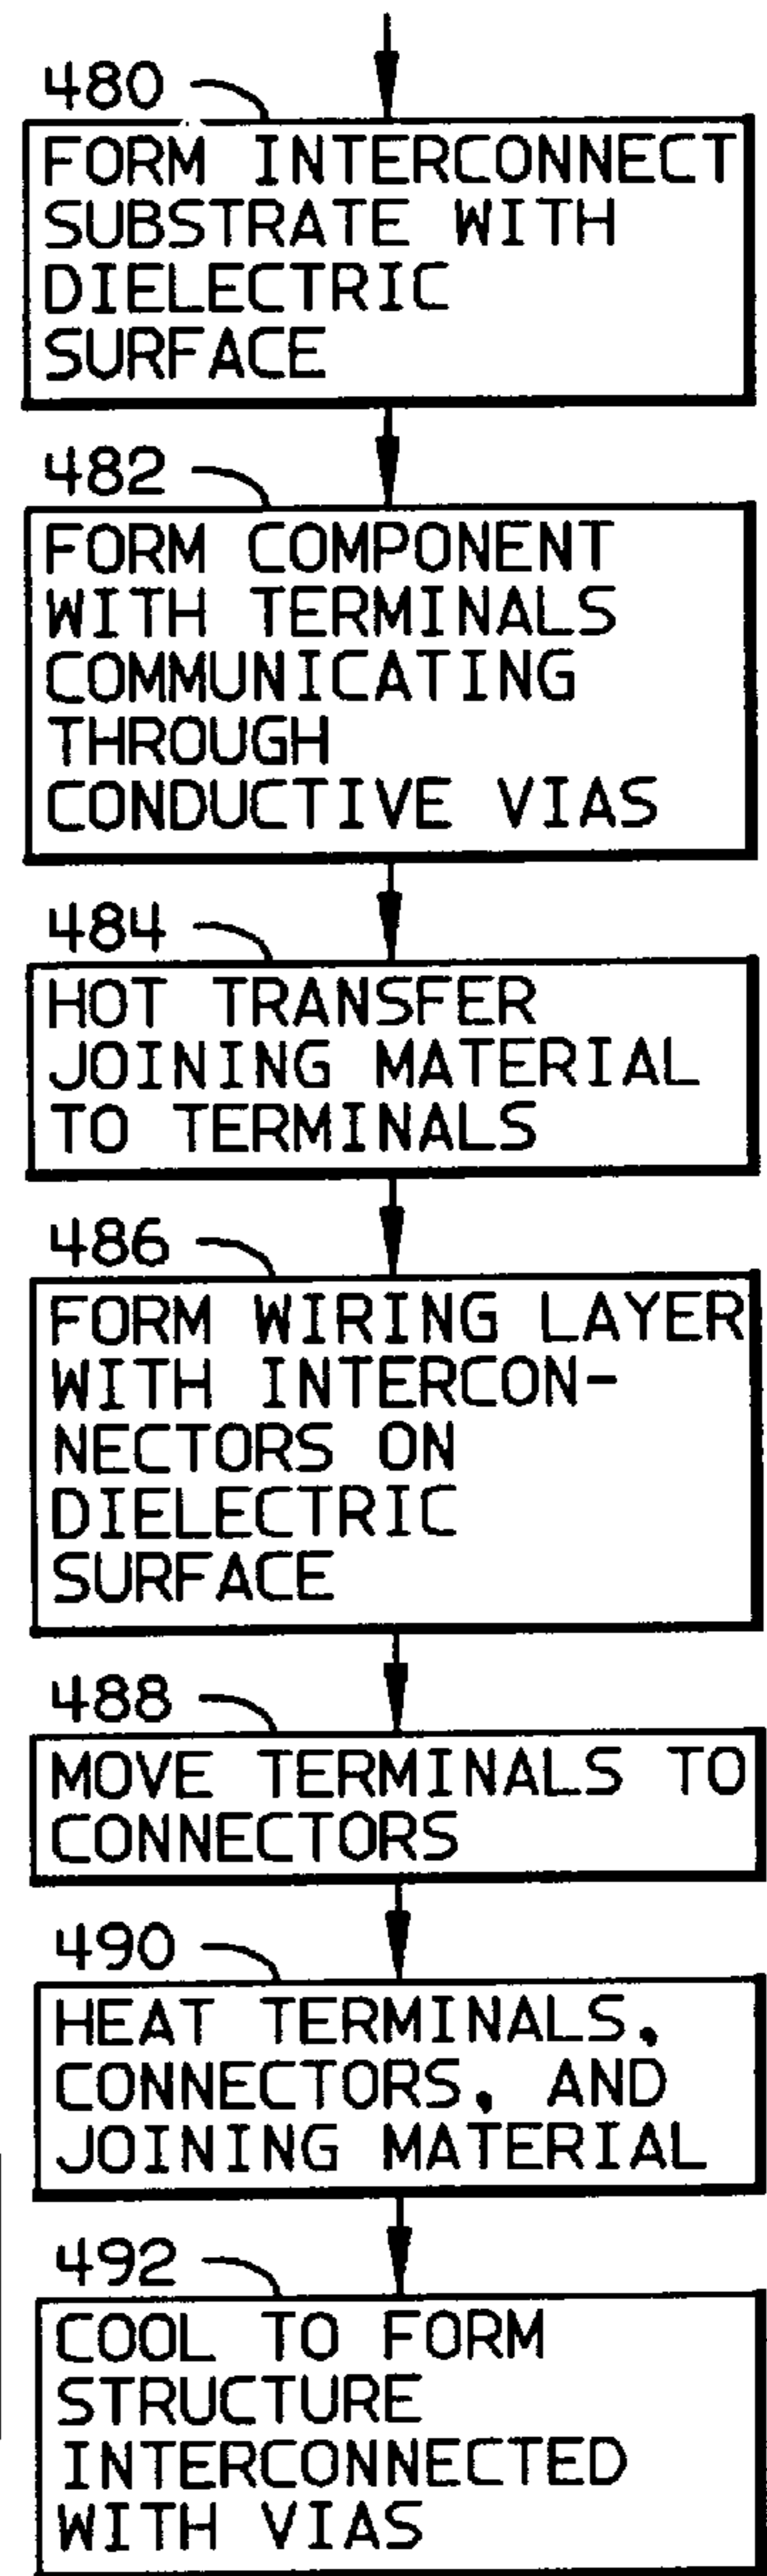 480
FORM INTERCONNECT
SUBSTRATE WITH
DIELECTRIC
SURFACE
482
FORM COMPONENT
WITH TERMINALS
COMMUNICATING
THROUGH
CONDUCTIVE VIAS
484
HOT TRANSFER
JOINING MATERIAL
TO TERMINALS
486
FORM WIRING LAYER
WITH INTERCON-
NECTORS ON
DIELECTRIC
SURFACE
488
MOVE TERMINALS TO
CONNECTORS
490
HEAT TERMINALS,
CONNECTORS, AND
JOINING MATERIAL
492
COOL TO FORM
STRUCTURE
INTERCONNECTED
WITH VIAS